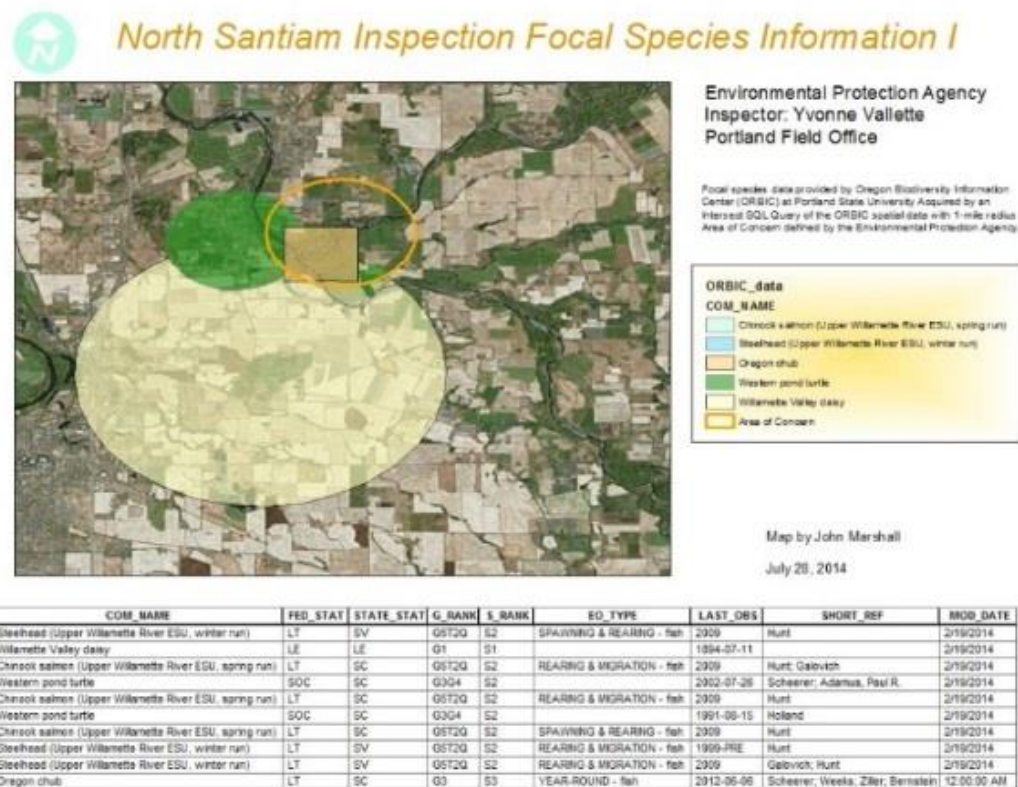 N
North Santiam Inspection Focal Species Information I
Environmental Protection Agency
Inspector: Yvonne Vallette
Portland Field Office
Focal species data provided by Oregon Biodiversity Information
Center (ORBIC) at Portland State University Acquired by an
Intersect SQL Query of the ORBIC spatial data with 1-mile radius
Area of Concern defined by the Environmental Protection Agency
ORBIC_data
COM_NAME
Chinook salmon (Upper Willamette River ESU, spring run)
Steelhead (Upper Willamette River ESU, winter run)
Oregon chub
Western pond turtle
Willamette Valley daisy
Area of Concern
Map by John Marshall
July 28, 2014
COM_NAME FED_STAT STATE_STAT G_RANK S_RANK EO_TYPE LAST_OBS SHORT_REF MOD_DATE
Steelhead (Upper Willamette River ESU, winter run) LT SV G5T2Q S2 SPAWNING & REARING - fish 2009 Hunt 2/19/2014
Willamette Valley daisy LE LE G1 S1 1894-07-11 2/19/2014
Chinook salmon (Upper Willamette River ESU, spring run) LT SC G5T2Q S2 REARING & MIGRATION - fish 2009 Hunt; Galovich 2/19/2014
Western pond turtle SOC SC G3G4 S2 2002-07-26 Scheerer; Adamus, Paul R. 2/19/2014
Chinook salmon (Upper Willamette River ESU, spring run) LT SC G5T2Q S2 REARING & MIGRATION - fish 2009 Hunt 2/19/2014
Western pond turtle SOC SC G3G4 S2 1991-08-15 Holland 2/19/2014
Chinook salmon (Upper Willamette River ESU, spring run) LT SC G5T2Q S2 SPAWNING & REARING - fish 2009 Hunt 2/19/2014
Steelhead (Upper Willamette River ESU, winter run) LT SV G5T2Q S2 REARING & MIGRATION - fish 1999-PRE Hunt 2/19/2014
Steelhead (Upper Willamette River ESU, winter run) LT SV G5T2Q S2 REARING & MIGRATION - fish 2009 Galovich; Hunt 2/19/2014
Oregon chub LT SC G3 S3 YEAR-ROUND - fish 2012-06-06 Scheerer; Weeks; Ziller; Bernstein 12:00:00 AM